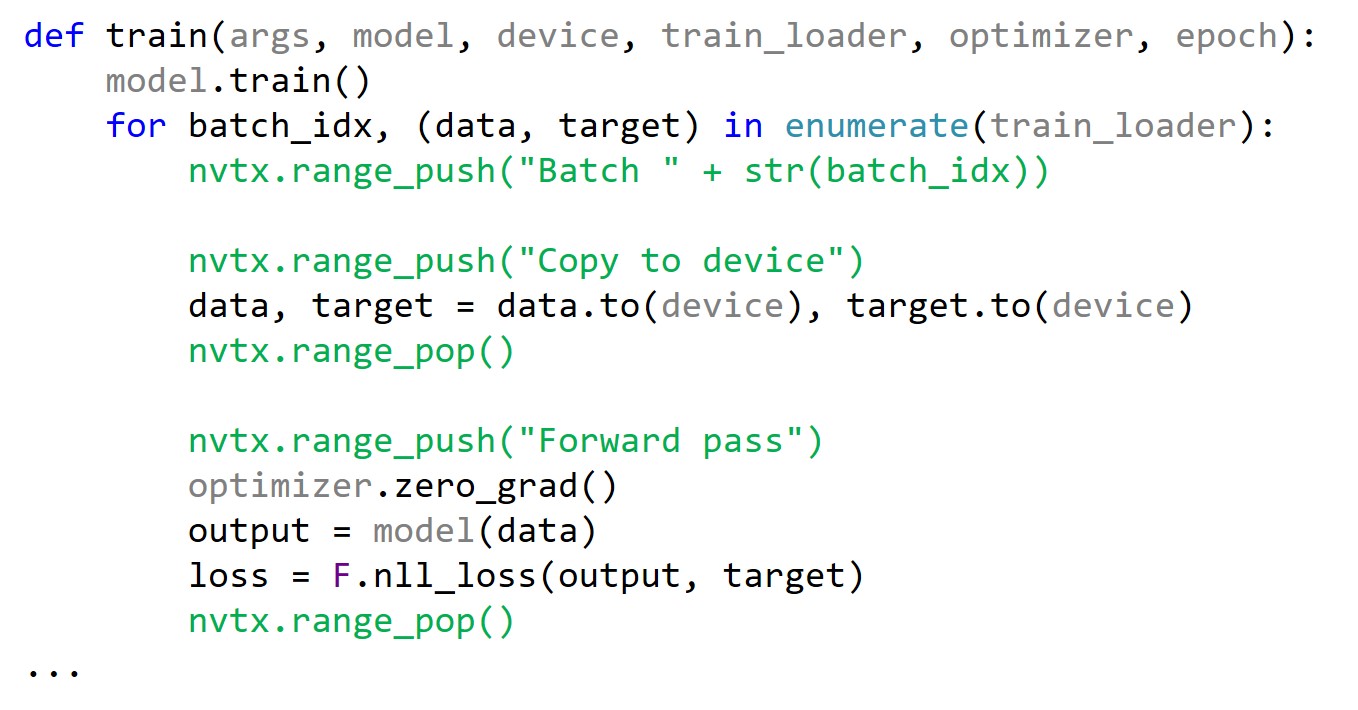 def train(args, model, device, train_loader, optimizer, epoch):
    model.train()
    for batch_idx, (data, target) in enumerate(train_loader):
        nvtx.range_push("Batch " + str(batch_idx))

        nvtx.range_push("Copy to device")
        data, target = data.to(device), target.to(device)
        nvtx.range_pop()

        nvtx.range_push("Forward pass")
        optimizer.zero_grad()
        output = model(data)
        loss = F.nll_loss(output, target)
        nvtx.range_pop()
...